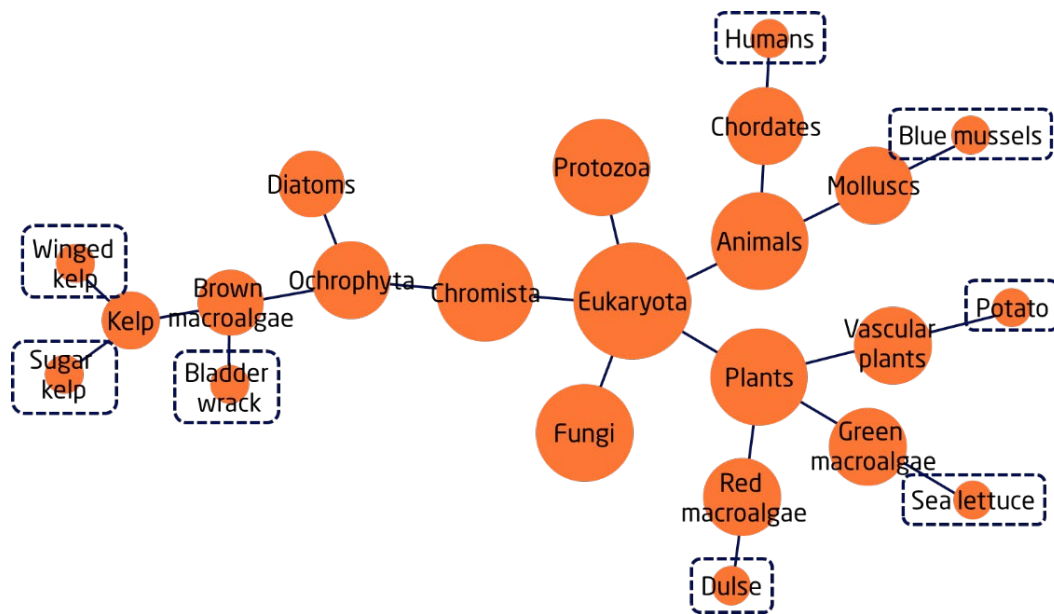 Humans
Chordates
Blue mussels
Protozoa
Molluscs
Diatoms
Animals
Winged
kelp
Ochrophyta
Chromista
Eukaryota
Brown
macroalgae
Kelp
Potato
Vascular
plants
Sugar
kelp
Bladder
wrack
Plants
Fungi
Green
macroalgae
Red
macroalgae
Sea lettuce
Dulse